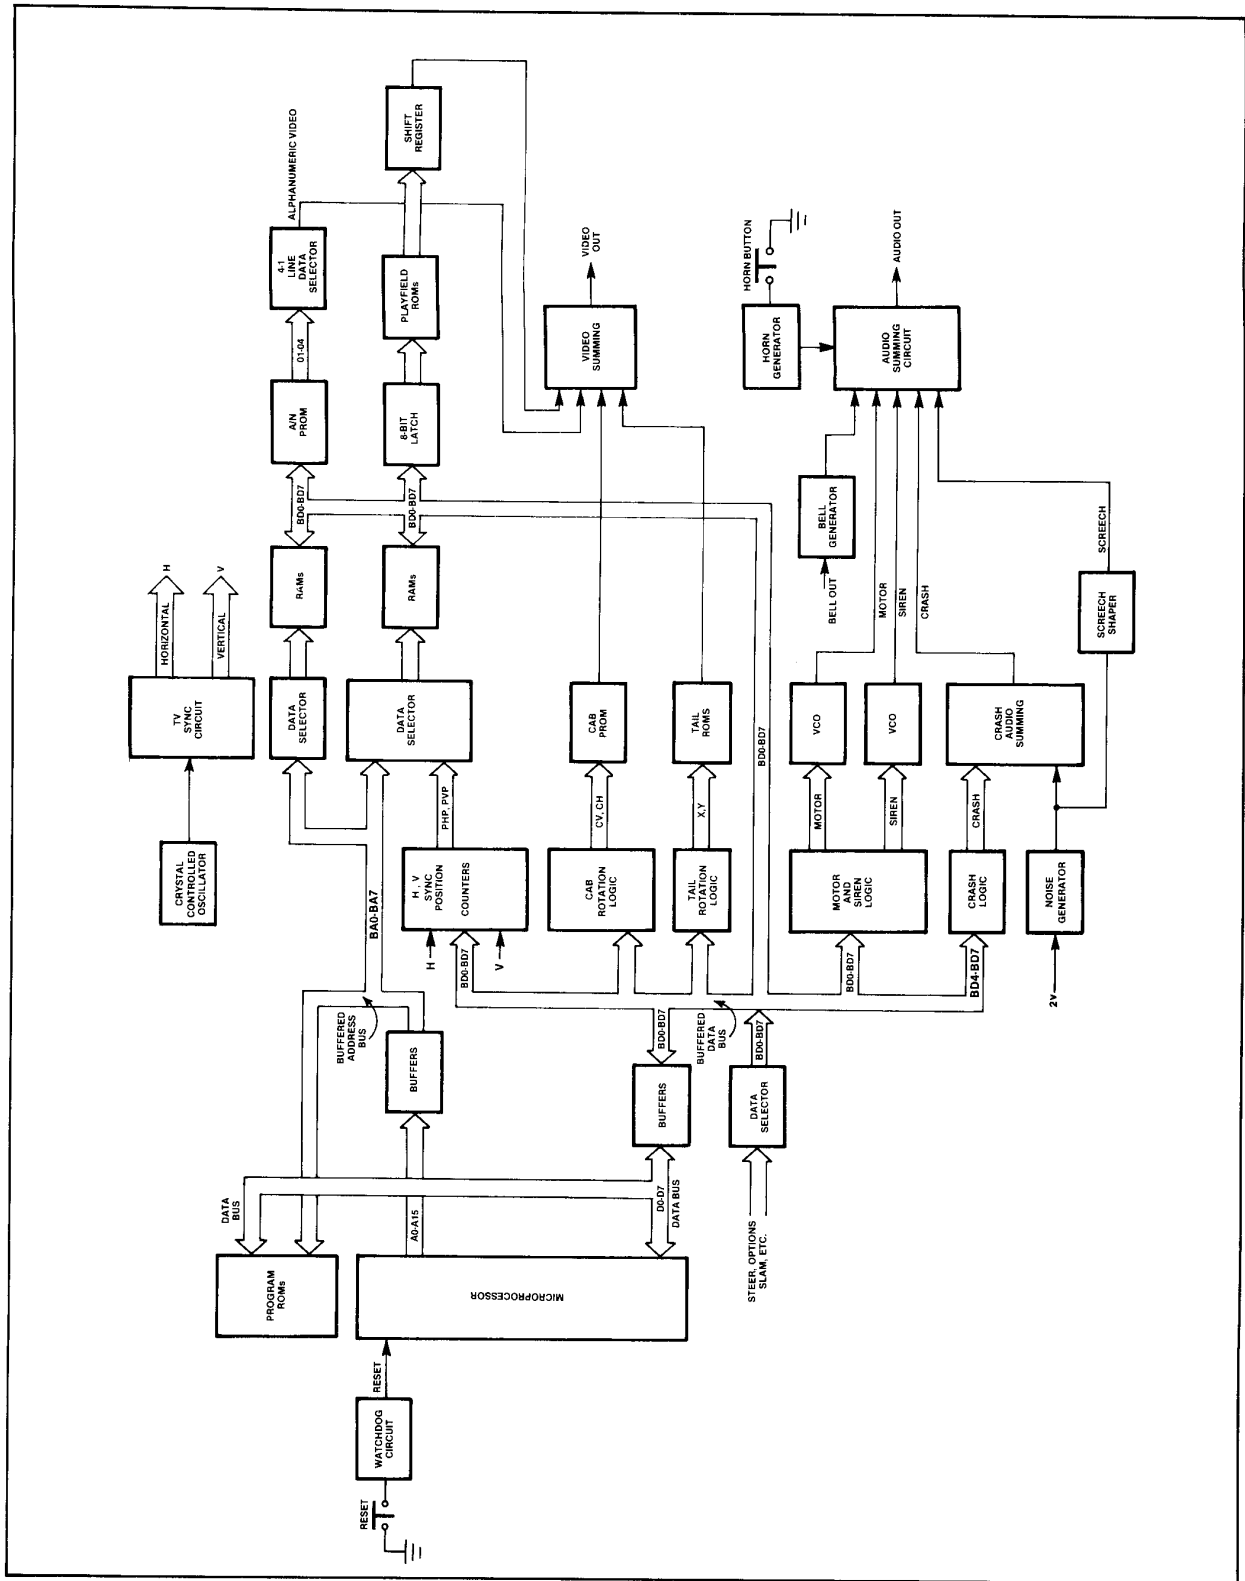 RESET
WATCHDOG
CIRCUIT
RESET
PROGRAM
ROMs
MICROPROCESSOR
DATA
BUS
A0-A15
D0-D7
DATA BUS
STEER, OPTIONS
SLAM, ETC.
BUFFERS
BUFFERED
ADDRESS
BUS
BUFFERS
BD0-BD7
BUFFERED
DATA
BUS
DATA
SELECTOR
BD0-BD7
CRYSTAL
CONTROLLED
OSCILLATOR
BA0-BA7
H , V
SYNC
POSITION
COUNTERS
H
BD0-BD7
V
CAB
ROTATION
LOGIC
TAIL
ROTATION
LOGIC
MOTOR
AND
SIREN
LOGIC
BD0-BD7
CRASH
LOGIC
BD4-BD7
NOISE
GENERATOR
2V
TV
SYNC
CIRCUIT
HORIZONTAL
H
VERTICAL
V
DATA
SELECTOR
DATA
SELECTOR
PHP, PVP
CV, CH
CAB
PROM
X,Y
TAIL
ROMS
BD0-BD7
MOTOR
VCO
SIREN
VCO
CRASH
CRASH
AUDIO
SUMMING
SCREECH
SHAPER
SCREECH
RAMs
BD0-BD7
RAMs
BD0-BD7
BELL OUT
BELL
GENERATOR
MOTOR
SIREN
CRASH
A/N
PROM
01-04
4-1
LINE
DATA
SELECTOR
ALPHANUMERIC VIDEO
8-BIT
LATCH
PLAYFIELD
ROMs
SHIFT
REGISTER
VIDEO
SUMMING
VIDEO
OUT
HORN
GENERATOR
HORN BUTTON
AUDIO
SUMMING
CIRCUIT
AUDIO OUT